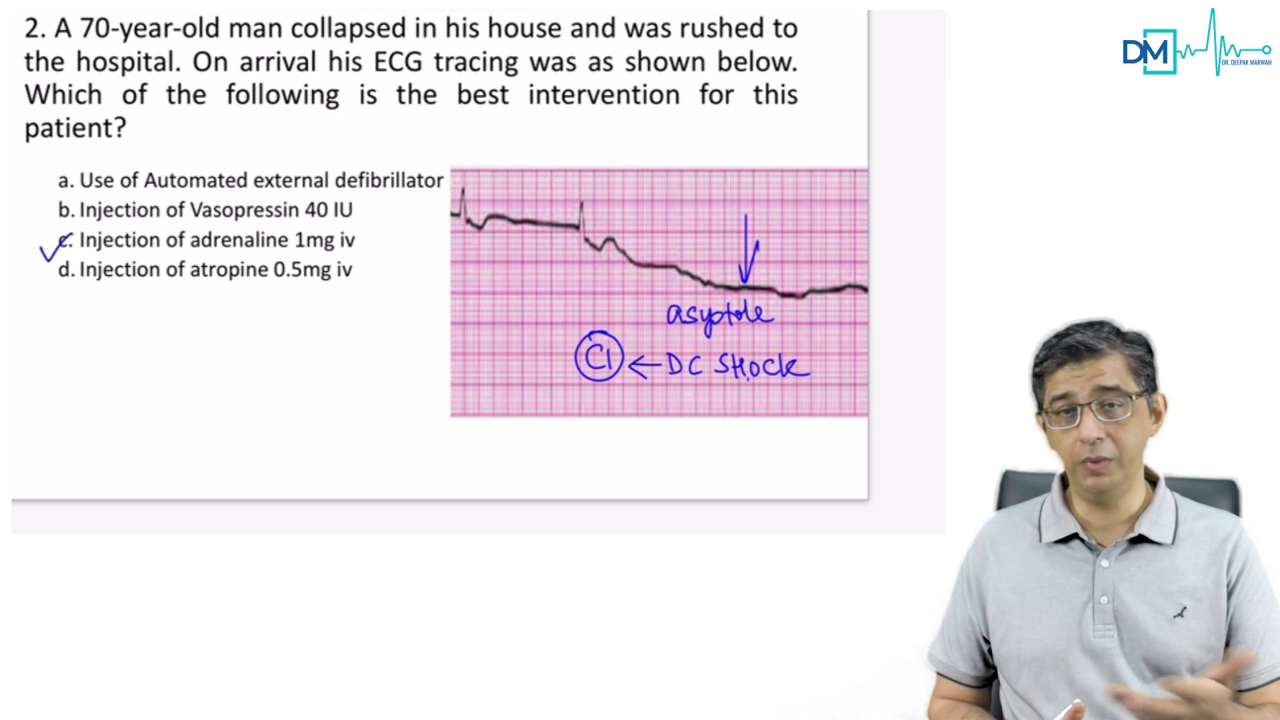 2. A 70-year-old man collapsed in his house and was rushed to
the hospital. On arrival his ECG tracing was as shown below.
Which of the following is the best intervention for this
patient?
a. Use of Automated external defibrillator
b. Injection of Vasopressin 40 IU
c. Injection of adrenaline 1mg iv
d. Injection of atropine 0.5mg iv
asyptole
CI ← DC SHOCK
DM
DR. DEEPAK MARWAH